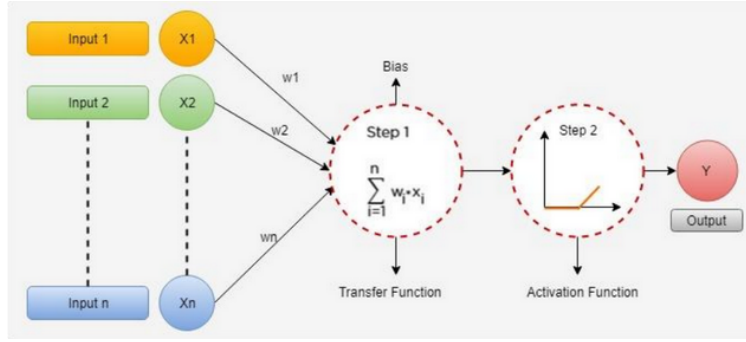 Input 1
X1
Input 2
X2
Input n
Xn
w1
w2
wn
Bias
Step 1
n
∑ wi*xi
i=1
Transfer Function
Step 2
Activation Function
Y
Output